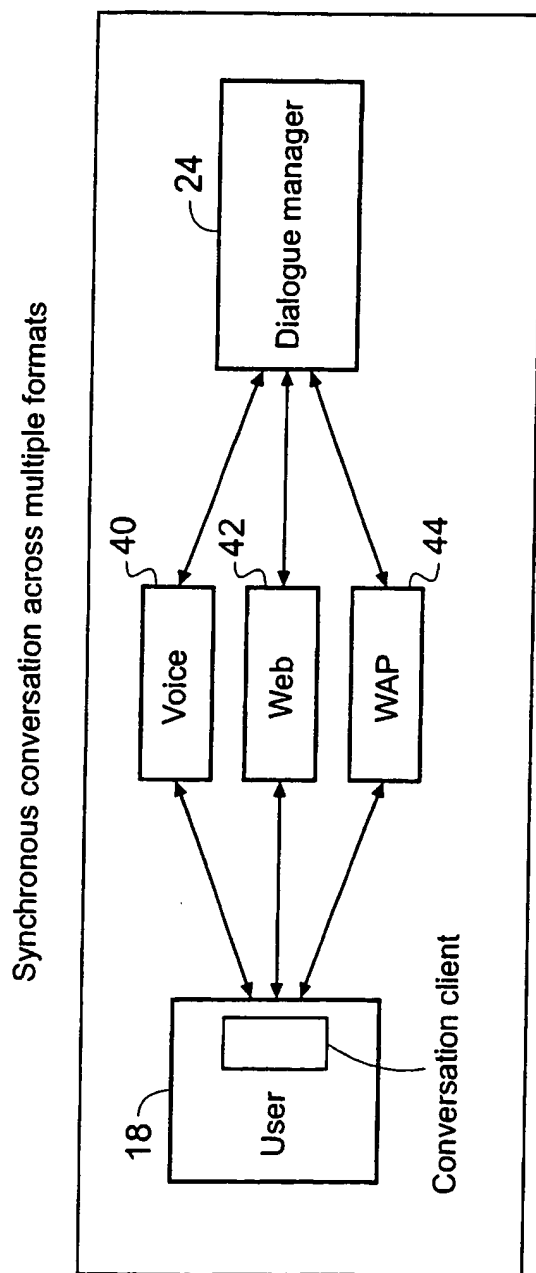 Synchronous conversation across multiple formats
18
User
Conversation client
40
Voice
42
Web
44
WAP
24
Dialogue manager